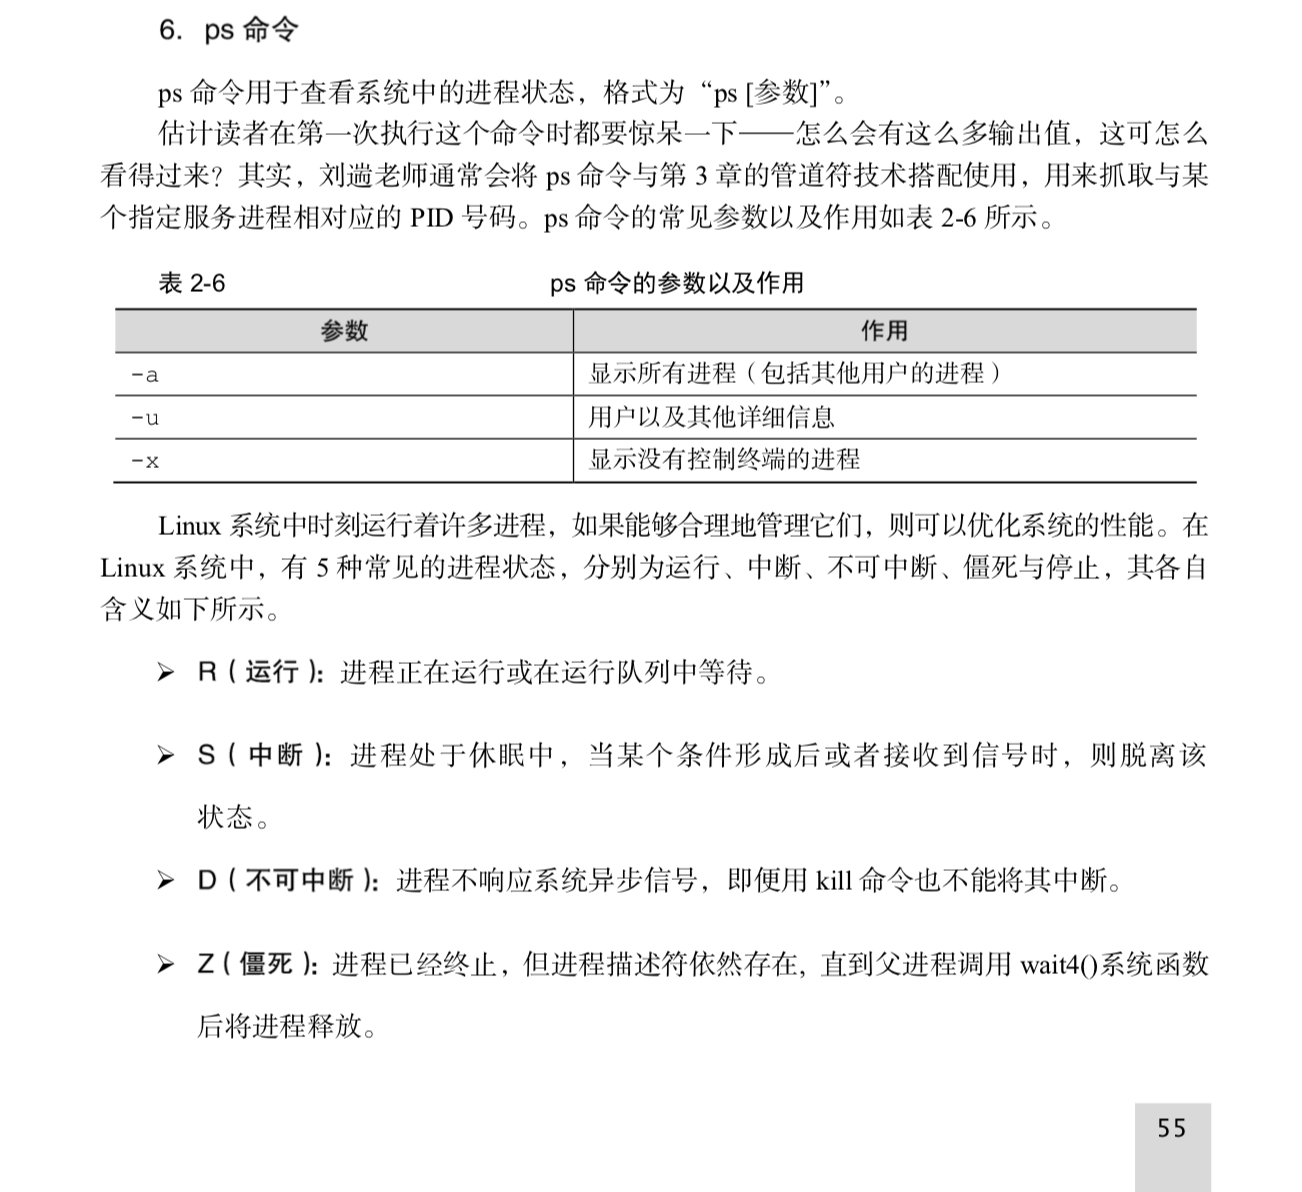 6. ps 命令
ps 命令用于查看系统中的进程状态，格式为“ps [参数]”。
估计读者在第一次执行这个命令时都要惊呆一下——怎么会有这么多输出值，这可怎么
看得过来？其实，刘遄老师通常会将 ps 命令与第 3 章的管道符技术搭配使用，用来抓取与某
个指定服务进程相对应的 PID 号码。ps 命令的常见参数以及作用如表 2-6 所示。
表 2-6 ps 命令的参数以及作用
参数 作用
-a 显示所有进程（包括其他用户的进程）
-u 用户以及其他详细信息
-x 显示没有控制终端的进程
Linux 系统中时刻运行着许多进程，如果能够合理地管理它们，则可以优化系统的性能。在
Linux 系统中，有 5 种常见的进程状态，分别为运行、中断、不可中断、僵死与停止，其各自
含义如下所示。
➢ R（运行）：进程正在运行或在运行队列中等待。
➢ S（中断）：进程处于休眠中，当某个条件形成后或者接收到信号时，则脱离该
状态。
➢ D（不可中断）：进程不响应系统异步信号，即便用 kill 命令也不能将其中断。
➢ Z（僵死）：进程已经终止，但进程描述符依然存在, 直到父进程调用 wait4()系统函数
后将进程释放。
55